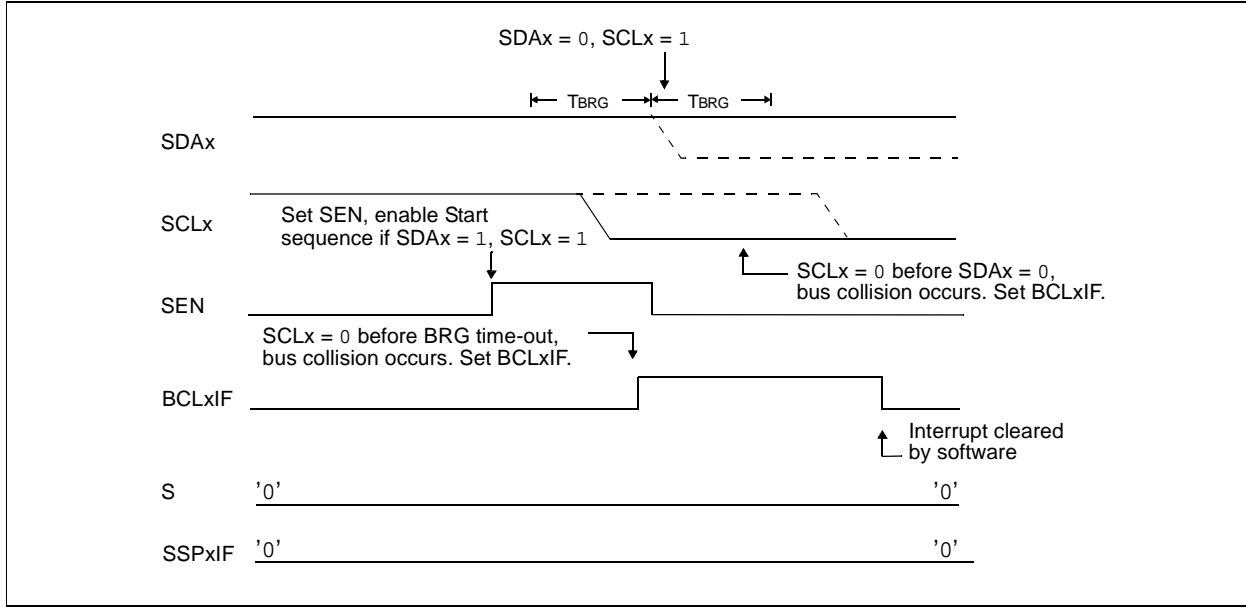 SDAx = 0, SCLx = 1
TBRG TBRG
SDAx
SCLx
Set SEN, enable Start
sequence if SDAx = 1, SCLx = 1
SCLx = 0 before SDAx = 0,
bus collision occurs. Set BCLxIF.
SEN
SCLx = 0 before BRG time-out,
bus collision occurs. Set BCLxIF.
BCLxIF
Interrupt cleared
by software
S '0' '0'
SSPxIF '0' '0'